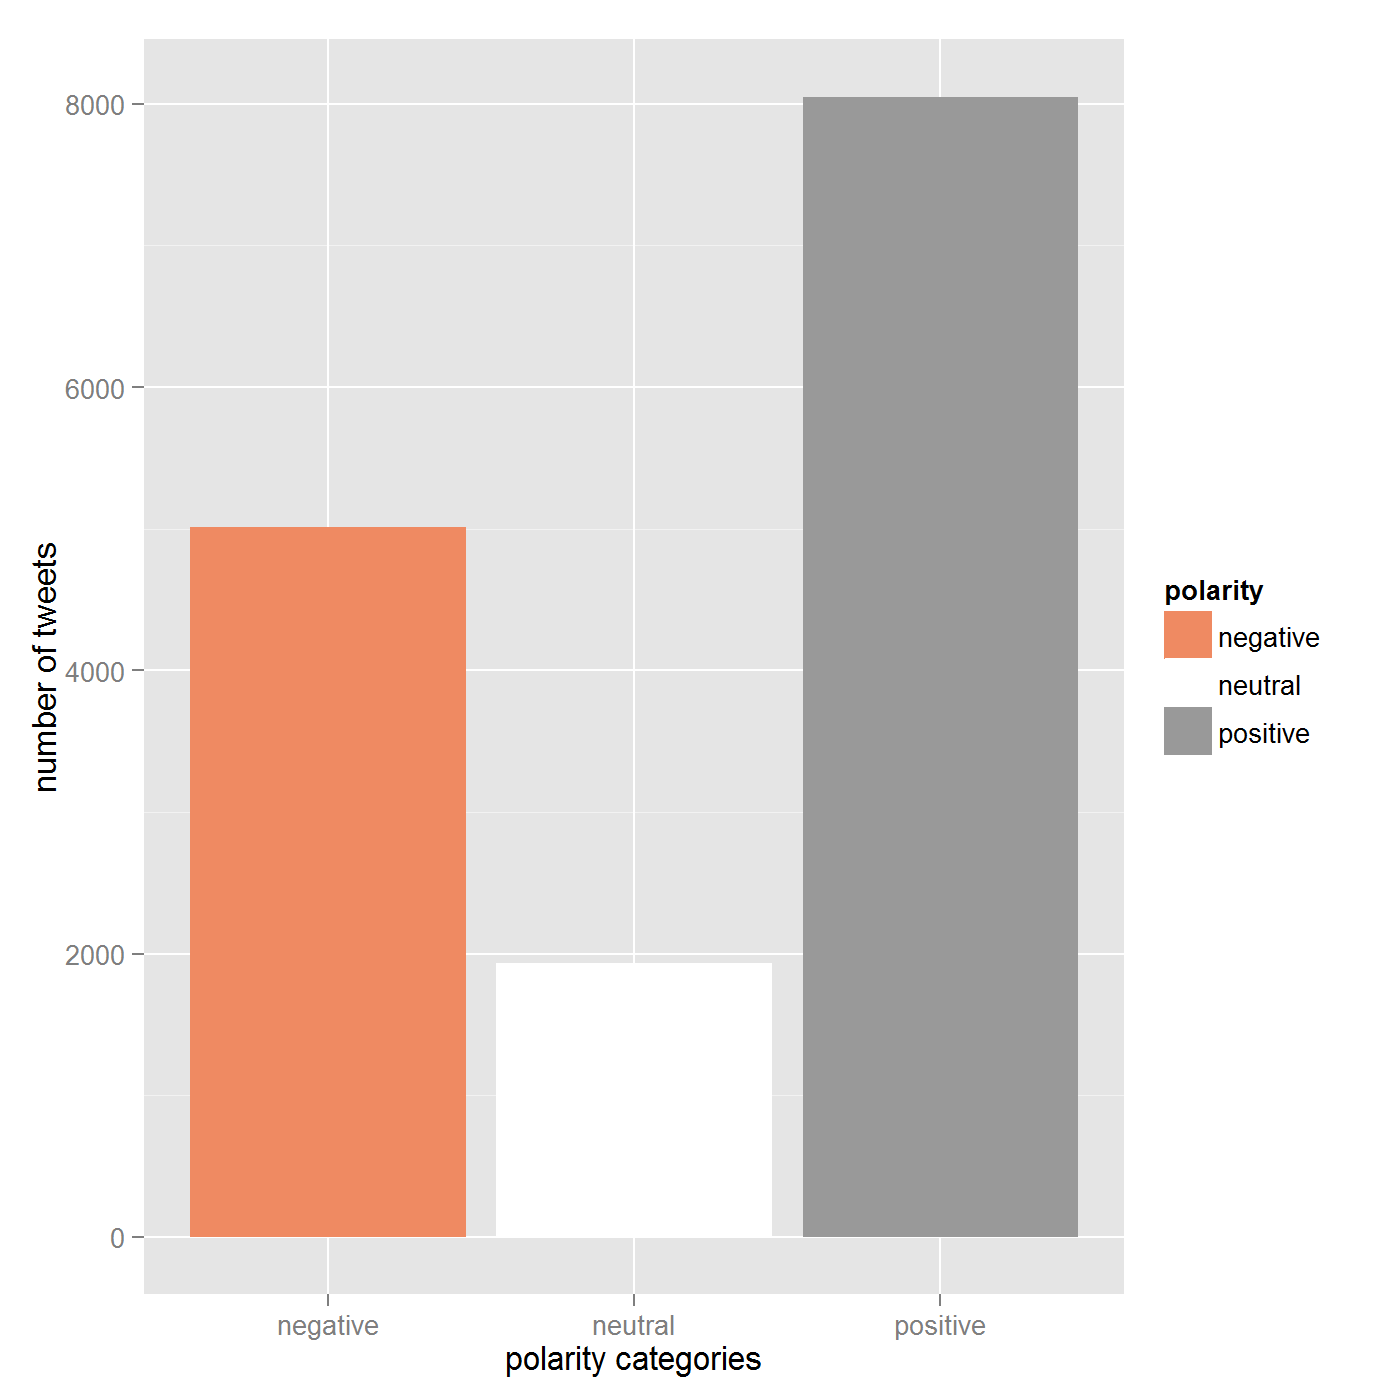 number of tweets
8000
6000
4000
2000
0
negative
neutral
positive
polarity categories
polarity
negative
neutral
positive